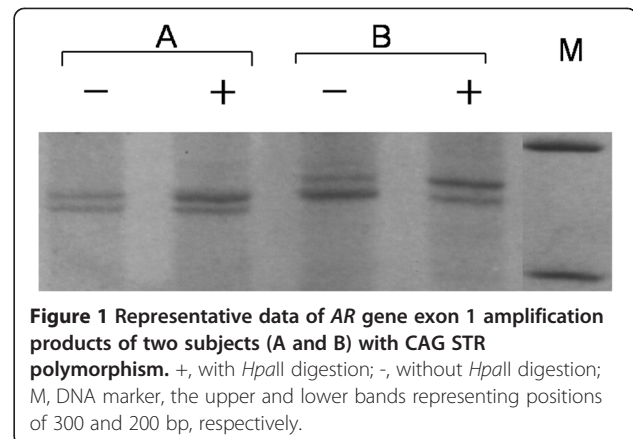 A B M
− + − +
Figure 1 Representative data of AR gene exon 1 amplification
products of two subjects (A and B) with CAG STR
polymorphism. +, with HpaII digestion; -, without HpaII digestion;
M, DNA marker, the upper and lower bands representing positions
of 300 and 200 bp, respectively.